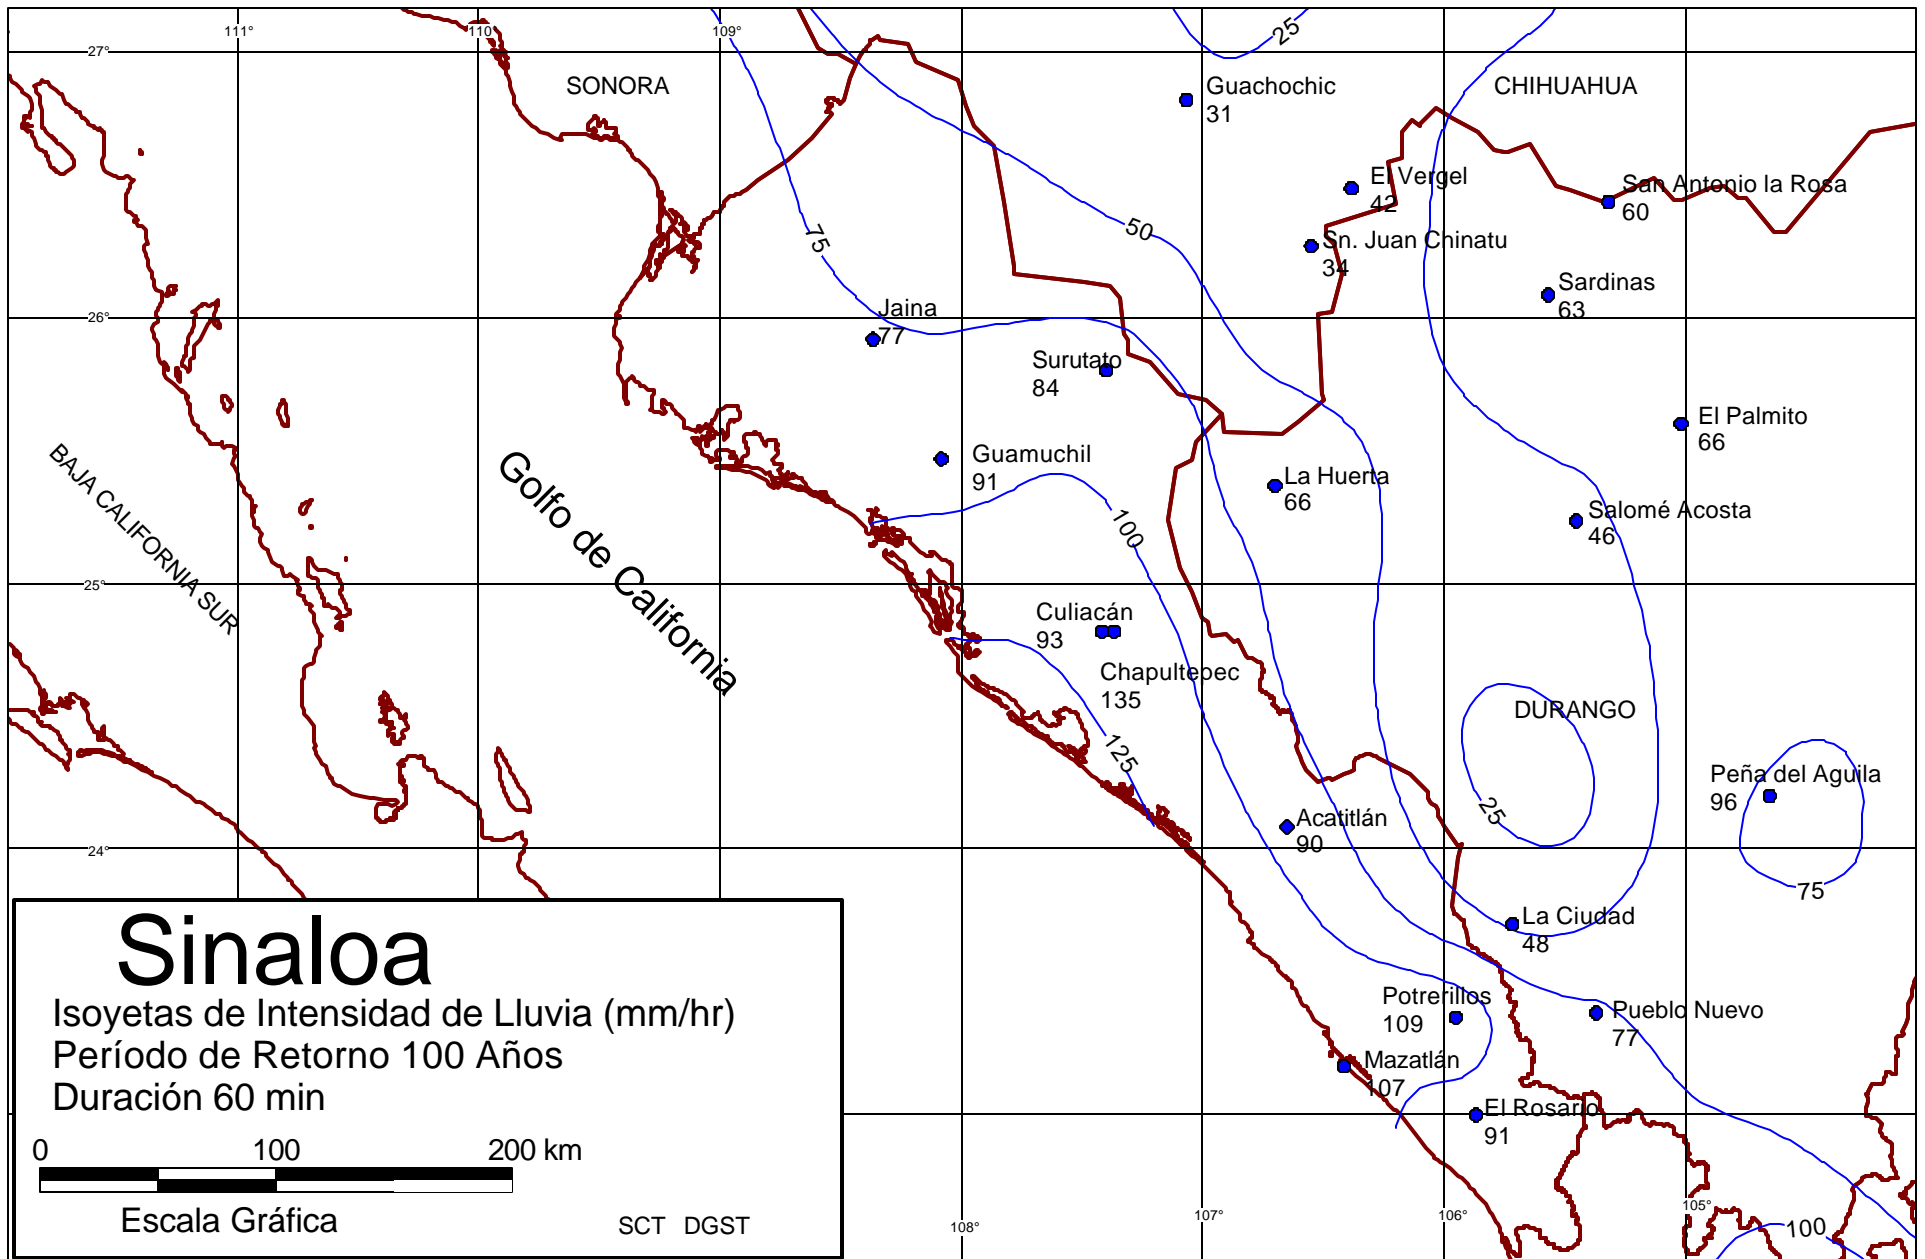 111°
110°
109°
25
27°
SONORA
Guachochic
31
CHIHUAHUA
El Vergel
42
San Antonio la Rosa
60
75
50
Sn. Juan Chinatu
34
Sardinas
63
Jaina
77
26°
Surutato
84
El Palmito
66
BAJA CALIFORNIA SUR
Golfo de California
Guamuchil
91
La Huerta
66
100
Salomé Acosta
46
25°
Culiacán
93
Chapultepec
135
DURANGO
125
25
Peña del Aguila
96
Acatitlán
90
24°
75
La Ciudad
48
Potrerillos
109
Pueblo Nuevo
77
Mazatlán
107
El Rosario
91
Sinaloa
Isoyetas de Intensidad de Lluvia (mm/hr)
Período de Retorno 100 Años
Duración 60 min
0 100 200 km
Escala Gráfica
SCT DGST
108°
107°
106°
105°
100